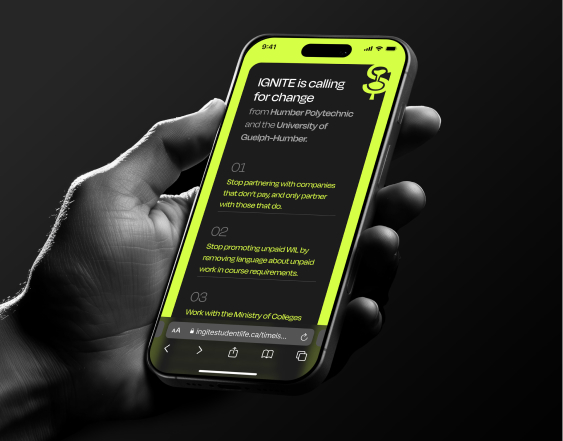 9:41
IGNITE is calling
for change
from Humber Polytechnic
and the University of
Guelph-Humber.
01
Stop partnering with companies
that don't pay, and only partner
with those that do.
02
Stop promoting unpaid WIL by
removing language about unpaid
work in course requirements.
03
Work with the Ministry of Colleges
AA ingitestudentlife.ca/timeis...